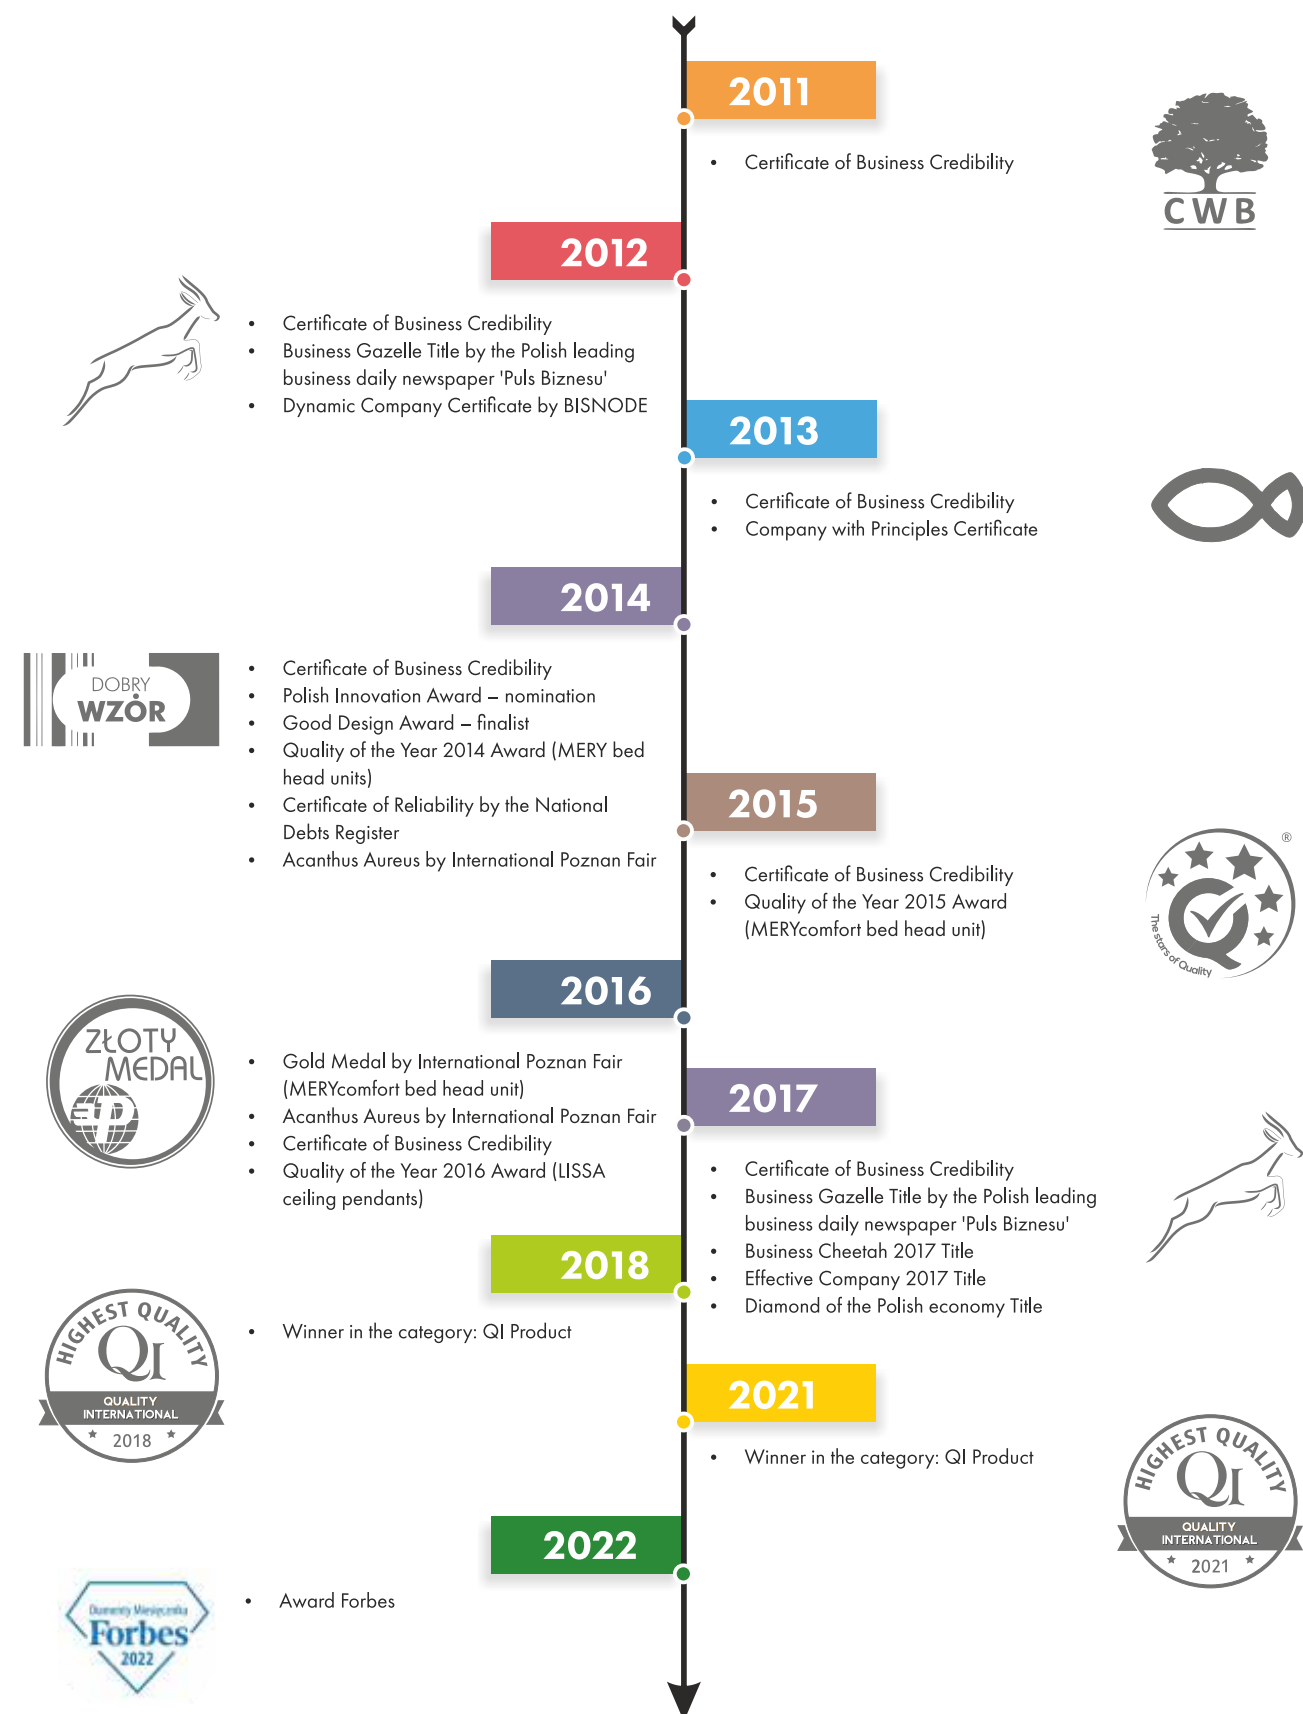 2011
• Certificate of Business Credibility
CWB
2012
• Certificate of Business Credibility
• Business Gazelle Title by the Polish leading
business daily newspaper 'Puls Biznesu'
• Dynamic Company Certificate by BISNODE
2013
• Certificate of Business Credibility
• Company with Principles Certificate
2014
DOBRY
WZÓR
• Certificate of Business Credibility
• Polish Innovation Award – nomination
• Good Design Award – finalist
• Quality of the Year 2014 Award (MERY bed
head units)
• Certificate of Reliability by the National
Debts Register
• Acanthus Aureus by International Poznan Fair
2015
• Certificate of Business Credibility
• Quality of the Year 2015 Award
(MERYcomfort bed head unit)
®
The stars of Quality
2016
ZŁOTY
MEDAL
• Gold Medal by International Poznan Fair
(MERYcomfort bed head unit)
• Acanthus Aureus by International Poznan Fair
• Certificate of Business Credibility
• Quality of the Year 2016 Award (LISSA
ceiling pendants)
2017
• Certificate of Business Credibility
• Business Gazelle Title by the Polish leading
business daily newspaper 'Puls Biznesu'
• Business Cheetah 2017 Title
• Effective Company 2017 Title
• Diamond of the Polish economy Title
2018
HIGHEST QUALITY
QI
QUALITY
INTERNATIONAL
2018
• Winner in the category: QI Product
2021
• Winner in the category: QI Product
HIGHEST QUALITY
QI
QUALITY
INTERNATIONAL
2021
2022
Diamenty Miesięcznika
Forbes
2022
• Award Forbes